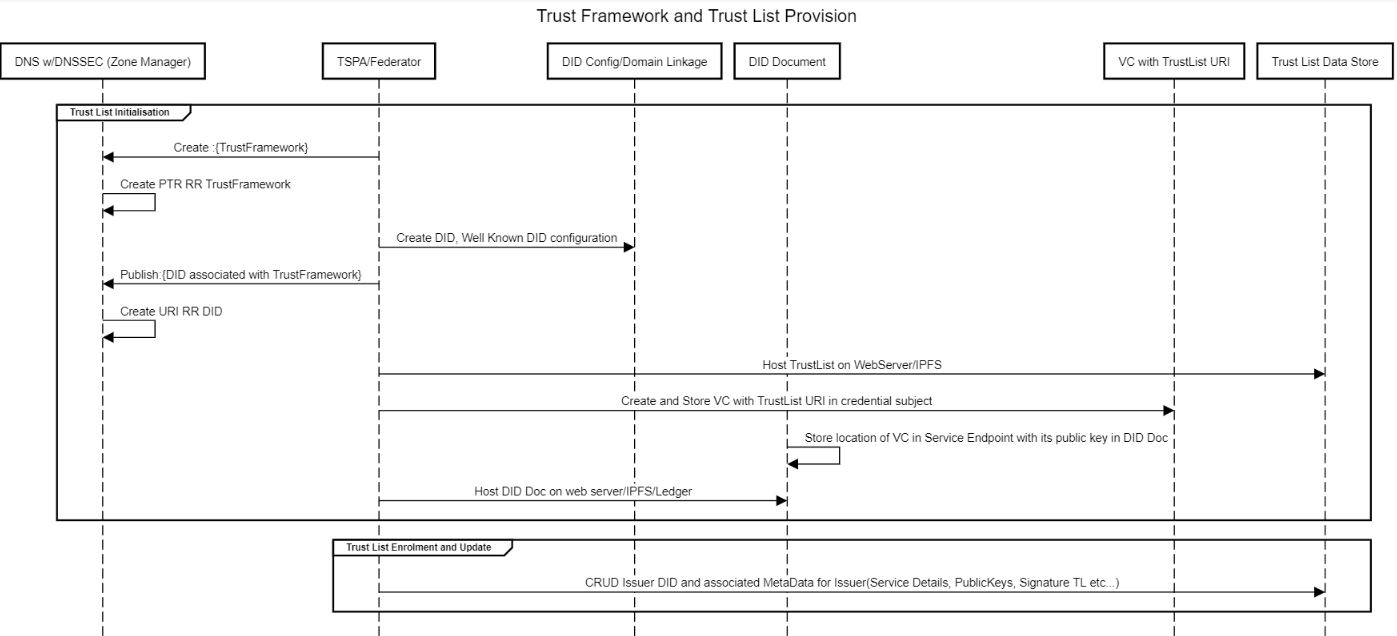 Trust Framework and Trust List Provision
DNS w/DNSSEC (Zone Manager)
TSPA/Federator
DID Config/Domain Linkage
DID Document
VC with TrustList URI
Trust List Data Store
Trust List Initialisation
Create :{TrustFramework}
Create PTR RR TrustFramework
Create DID, Well Known DID configuration
Publish:{DID associated with TrustFramework}
Create URI RR DID
Host TrustList on WebServer/IPFS
Create and Store VC with TrustList URI in credential subject
Store location of VC in Service Endpoint with its public key in DID Doc
Host DID Doc on web server/IPFS/Ledger
Trust List Enrolment and Update
CRUD Issuer DID and associated MetaData for Issuer(Service Details, PublicKeys, Signature TL etc...)